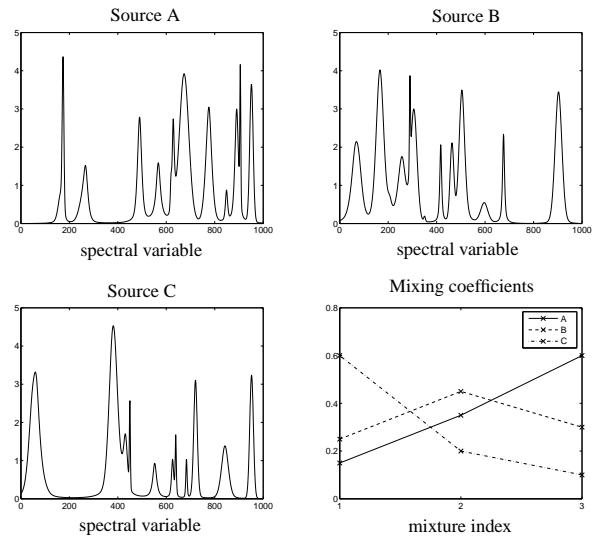 Source A
5
4
3
2
1
0
0 200 400 600 800 1000
spectral variable
Source B
5
4
3
2
1
0
0 200 400 600 800 1000
spectral variable
Source C
5
4
3
2
1
0
0 200 400 600 800 1000
spectral variable
Mixing coefficients
0.8
0.6
0.4
0.2
0
1 2 3
A
B
C
mixture index